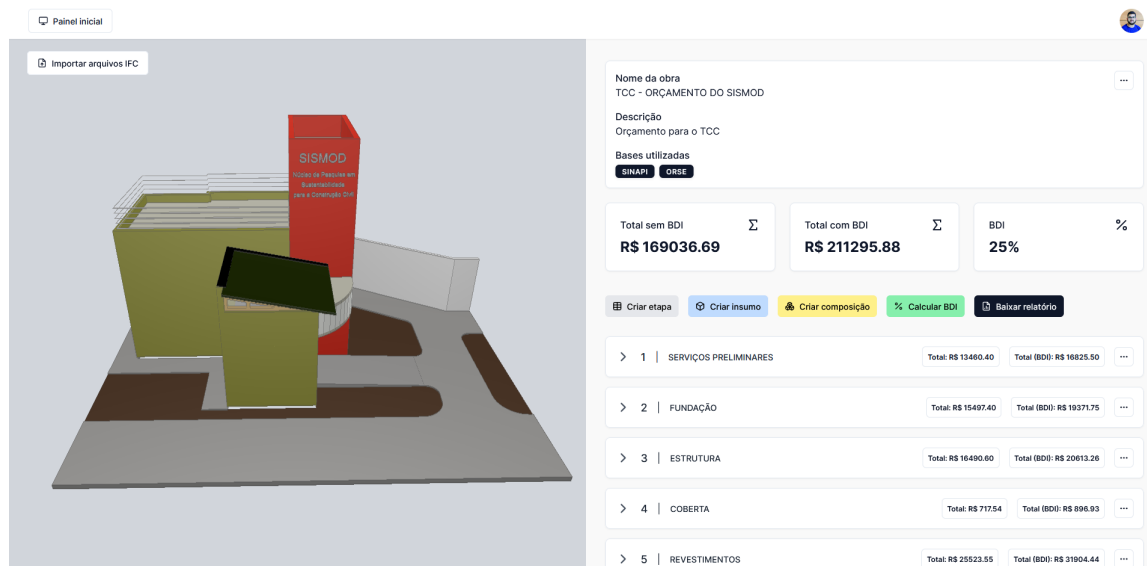 Painel inicial
Importar arquivos IFC
SISMOD
Núcleo de Pesquisa em
Sustentabilidade
para a Construção Civil
Nome da obra
TCC - ORÇAMENTO DO SISMOD
Descrição
Orçamento para o TCC
Bases utilizadas
SINAPI ORSE
Total sem BDI Σ
R$ 169036.69
Total com BDI Σ
R$ 211295.88
BDI %
25%
Criar etapa
Criar insumo
Criar composição
% Calcular BDI
Baixar relatório
1 SERVIÇOS PRELIMINARES Total: R$ 13460.40 Total (BDI): R$ 16825.50
2 FUNDAÇÃO Total: R$ 15497.40 Total (BDI): R$ 19371.75
3 ESTRUTURA Total: R$ 16490.60 Total (BDI): R$ 20613.26
4 COBERTA Total: R$ 717.54 Total (BDI): R$ 896.93
5 REVESTIMENTOS Total: R$ 25523.55 Total (BDI): R$ 31904.44